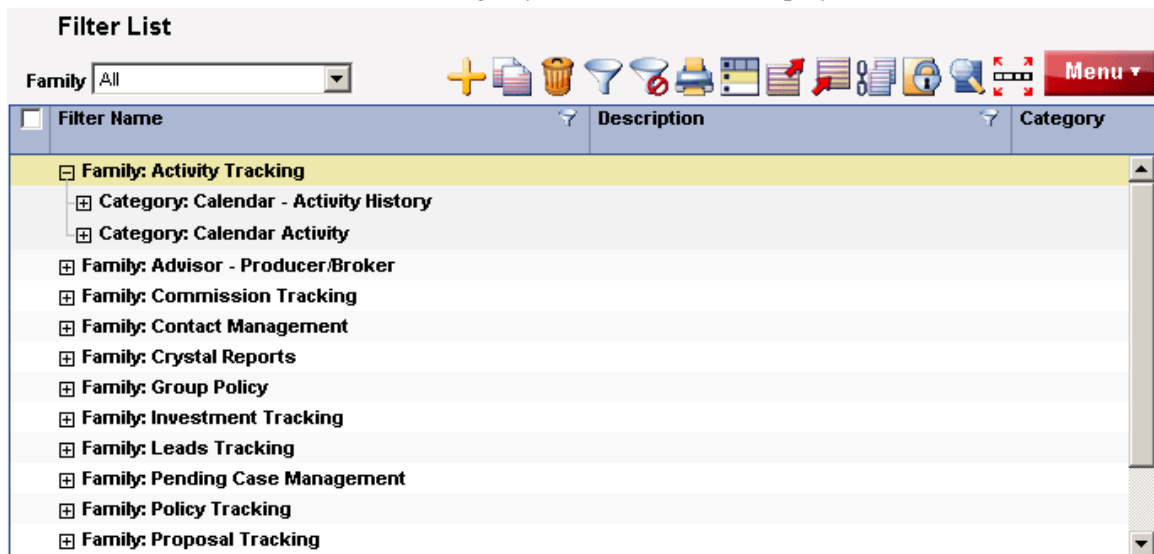 Filter List
Family All Menu
Filter Name Description Category
Family: Activity Tracking
Category: Calendar - Activity History
Category: Calendar Activity
Family: Advisor - Producer/Broker
Family: Commission Tracking
Family: Contact Management
Family: Crystal Reports
Family: Group Policy
Family: Investment Tracking
Family: Leads Tracking
Family: Pending Case Management
Family: Policy Tracking
Family: Proposal Tracking